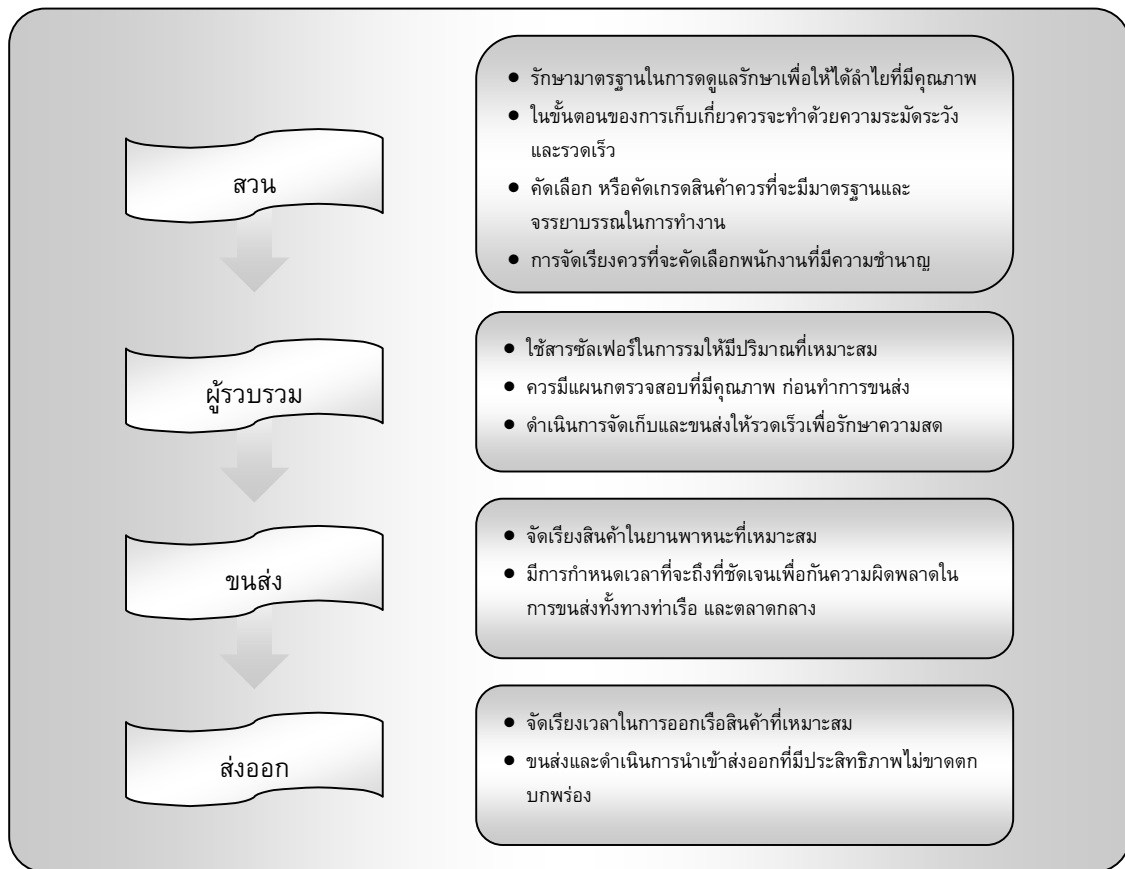 สวน
● รักษามาตรฐานในการดดูแลรักษาเพื่อให้ได้ลำไยที่มีคุณภาพ
● ในขั้นตอนของการเก็บเกี่ยวควรจะทำด้วยความระมัดระวัง
และรวดเร็ว
● คัดเลือก หรือคัดเกรดสินค้าควรที่จะมีมาตรฐานและ
จรรยาบรรณในการทำงาน
● การจัดเรียงควรที่จะคัดเลือกพนักงานที่มีความชำนาญ
ผู้รวบรวม
● ใช้สารซัลเฟอร์ในการรมให้มีปริมาณที่เหมาะสม
● ควรมีแผนกตรวจสอบที่มีคุณภาพ ก่อนทำการขนส่ง
● ดำเนินการจัดเก็บและขนส่งให้รวดเร็วเพื่อรักษาความสด
ขนส่ง
● จัดเรียงสินค้าในยานพาหนะที่เหมาะสม
● มีการกำหนดเวลาที่จะถึงที่ชัดเจนเพื่อกันความผิดพลาดใน
การขนส่งทั้งทางท่าเรือ และตลาดกลาง
ส่งออก
● จัดเรียงเวลาในการออกเรือสินค้าที่เหมาะสม
● ขนส่งและดำเนินการนำเข้าส่งออกที่มีประสิทธิภาพไม่ขาดตก
บกพร่อง